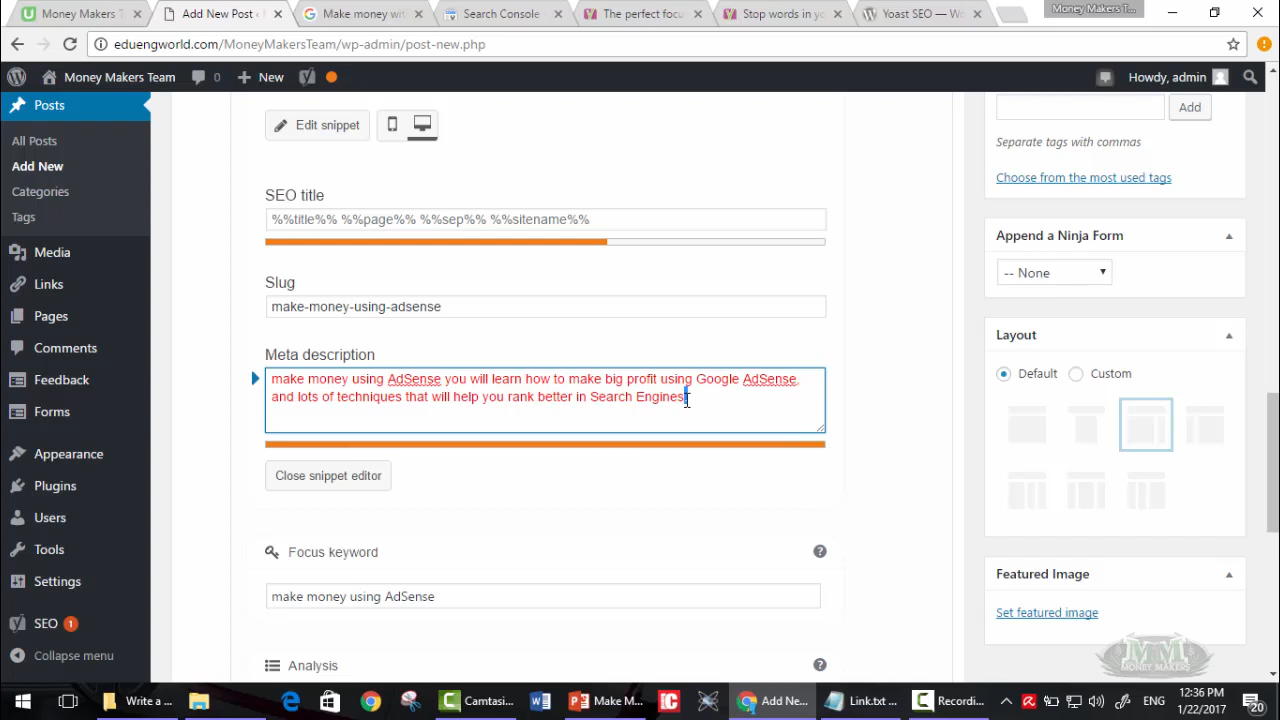 Money Makers T
Add New Post ‹
Make money with
Search Console
The perfect focus
Stop words in yo
Yoast SEO — Wo
Money Makers T...
eduengworld.com/MoneyMakersTeam/wp-admin/post-new.php
Money Makers Team
0
New
Howdy, admin
Posts
All Posts
Add New
Categories
Tags
Media
Links
Pages
Comments
Feedback
Forms
Appearance
Plugins
Users
Tools
Settings
SEO 1
Collapse menu
Edit snippet
SEO title
%%title%% %%page%% %%sep%% %%sitename%%
Slug
make-money-using-adsense
Meta description
make money using AdSense you will learn how to make big profit using Google AdSense,
and lots of techniques that will help you rank better in Search Engines
Close snippet editor
Focus keyword
?
make money using AdSense
Analysis
?
Add
Separate tags with commas
Choose from the most used tags
Append a Ninja Form
-- None
Layout
Default
Custom
Featured Image
Set featured image
MM
MONEY MAKERS
Write a ...
Camtasi...
Make M...
Add Ne...
Link.txt ...
Recordi...
ENG
12:36 PM
1/22/2017
20